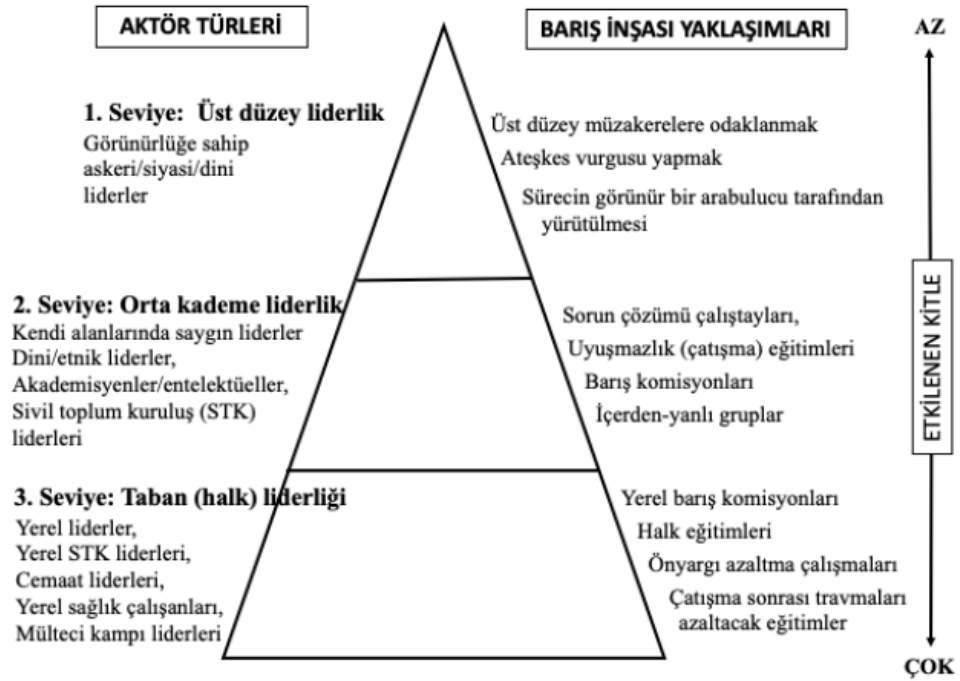 AKTÖR TÜRLERİ
BARIŞ İNŞASI YAKLAŞIMLARI
AZ
1. Seviye: Üst düzey liderlik
Görünürlüğe sahip
askeri/siyasi/dini
liderler
Üst düzey müzakerelere odaklanmak
Ateşkes vurgusu yapmak
Sürecin görünür bir arabulucu tarafından
yürütülmesi
2. Seviye: Orta kademe liderlik
Kendi alanlarında saygın liderler
Dini/etnik liderler,
Akademisyenler/entelektüeller,
Sivil toplum kuruluş (STK)
liderleri
Sorun çözümü çalıştayları,
Uyuşmazlık (çatışma) eğitimleri
Barış komisyonları
İçerden-yanlı gruplar
ETKİLENEN KİTLE
3. Seviye: Taban (halk) liderliği
Yerel liderler,
Yerel STK liderleri,
Cemaat liderleri,
Yerel sağlık çalışanları,
Mülteci kampı liderleri
Yerel barış komisyonları
Halk eğitimleri
Önyargı azaltma çalışmaları
Çatışma sonrası travmaları
azaltacak eğitimler
ÇOK